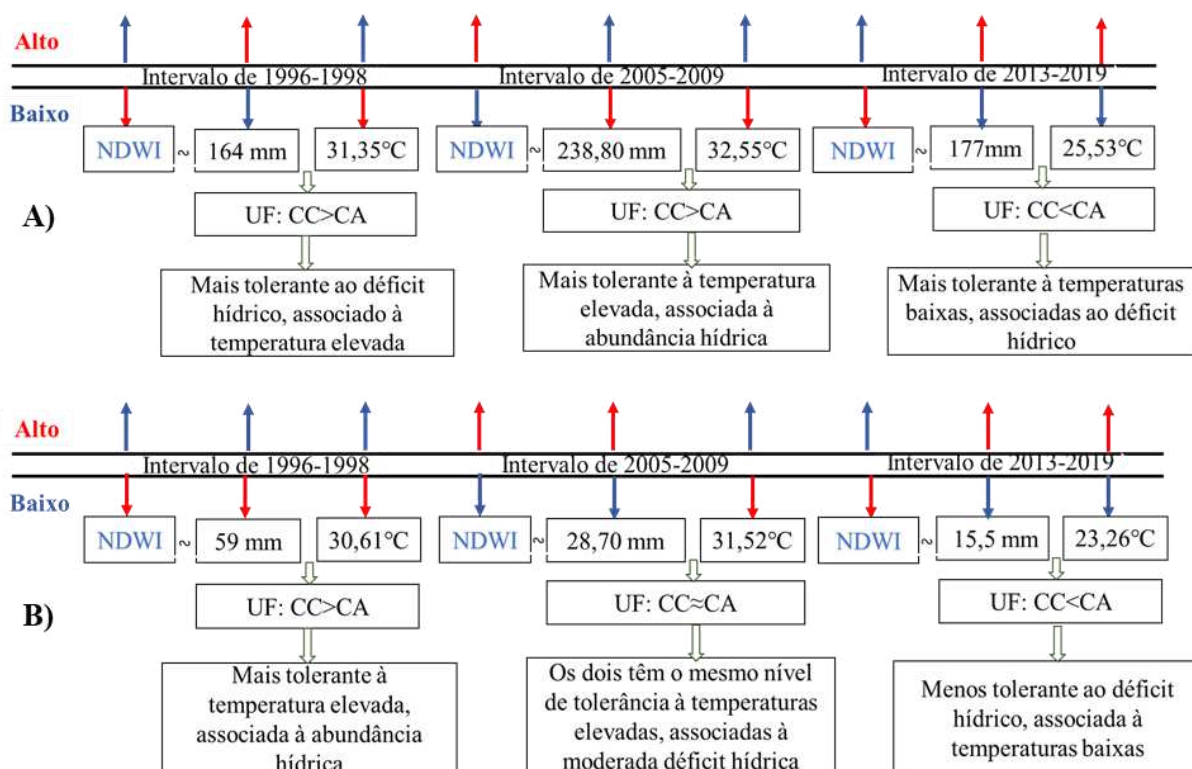 Alto
Intervalo de 1996-1998
Intervalo de 2005-2009
Intervalo de 2013-2019
Baixo
NDWI ~ 164 mm 31,35°C
NDWI ~ 238,80 mm 32,55°C
NDWI ~ 177mm 25,53°C
A)
UF: CC>CA
UF: CC>CA
UF: CC<CA
Mais tolerante ao déficit
hídrico, associado à
temperatura elevada
Mais tolerante à temperatura
elevada, associada à
abundância hídrica
Mais tolerante à temperaturas
baixas, associadas ao déficit
hídrico
Alto
Intervalo de 1996-1998
Intervalo de 2005-2009
Intervalo de 2013-2019
Baixo
NDWI ~ 59 mm 30,61°C
NDWI ~ 28,70 mm 31,52°C
NDWI ~ 15,5 mm 23,26°C
B)
UF: CC>CA
UF: CC≈CA
UF: CC<CA
Mais tolerante à
temperatura elevada,
associada à abundância
hídrica
Os dois têm o mesmo nível
de tolerância à temperaturas
elevadas, associadas à
moderada déficit hídrica
Menos tolerante ao déficit
hídrico, associada à
temperaturas baixas